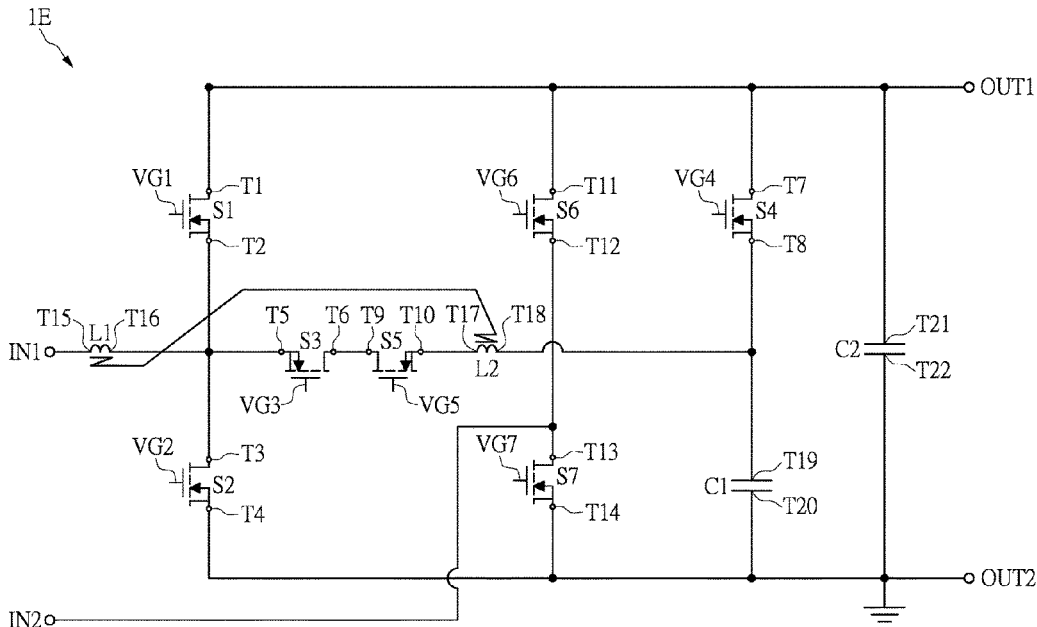 1E
OUT1
VG1 T1 VG6 T11 VG4 T7
S1 S6 S4
T2 T12 T8
T15 L1 T16 T5 S3 T6 T9 S5 T10 T17 T18 T21
IN1 L2 C2
VG3 VG5 T22
VG2 T3 VG7 T13
S2 S7 C1 T19
T4 T14 T20
OUT2
IN2